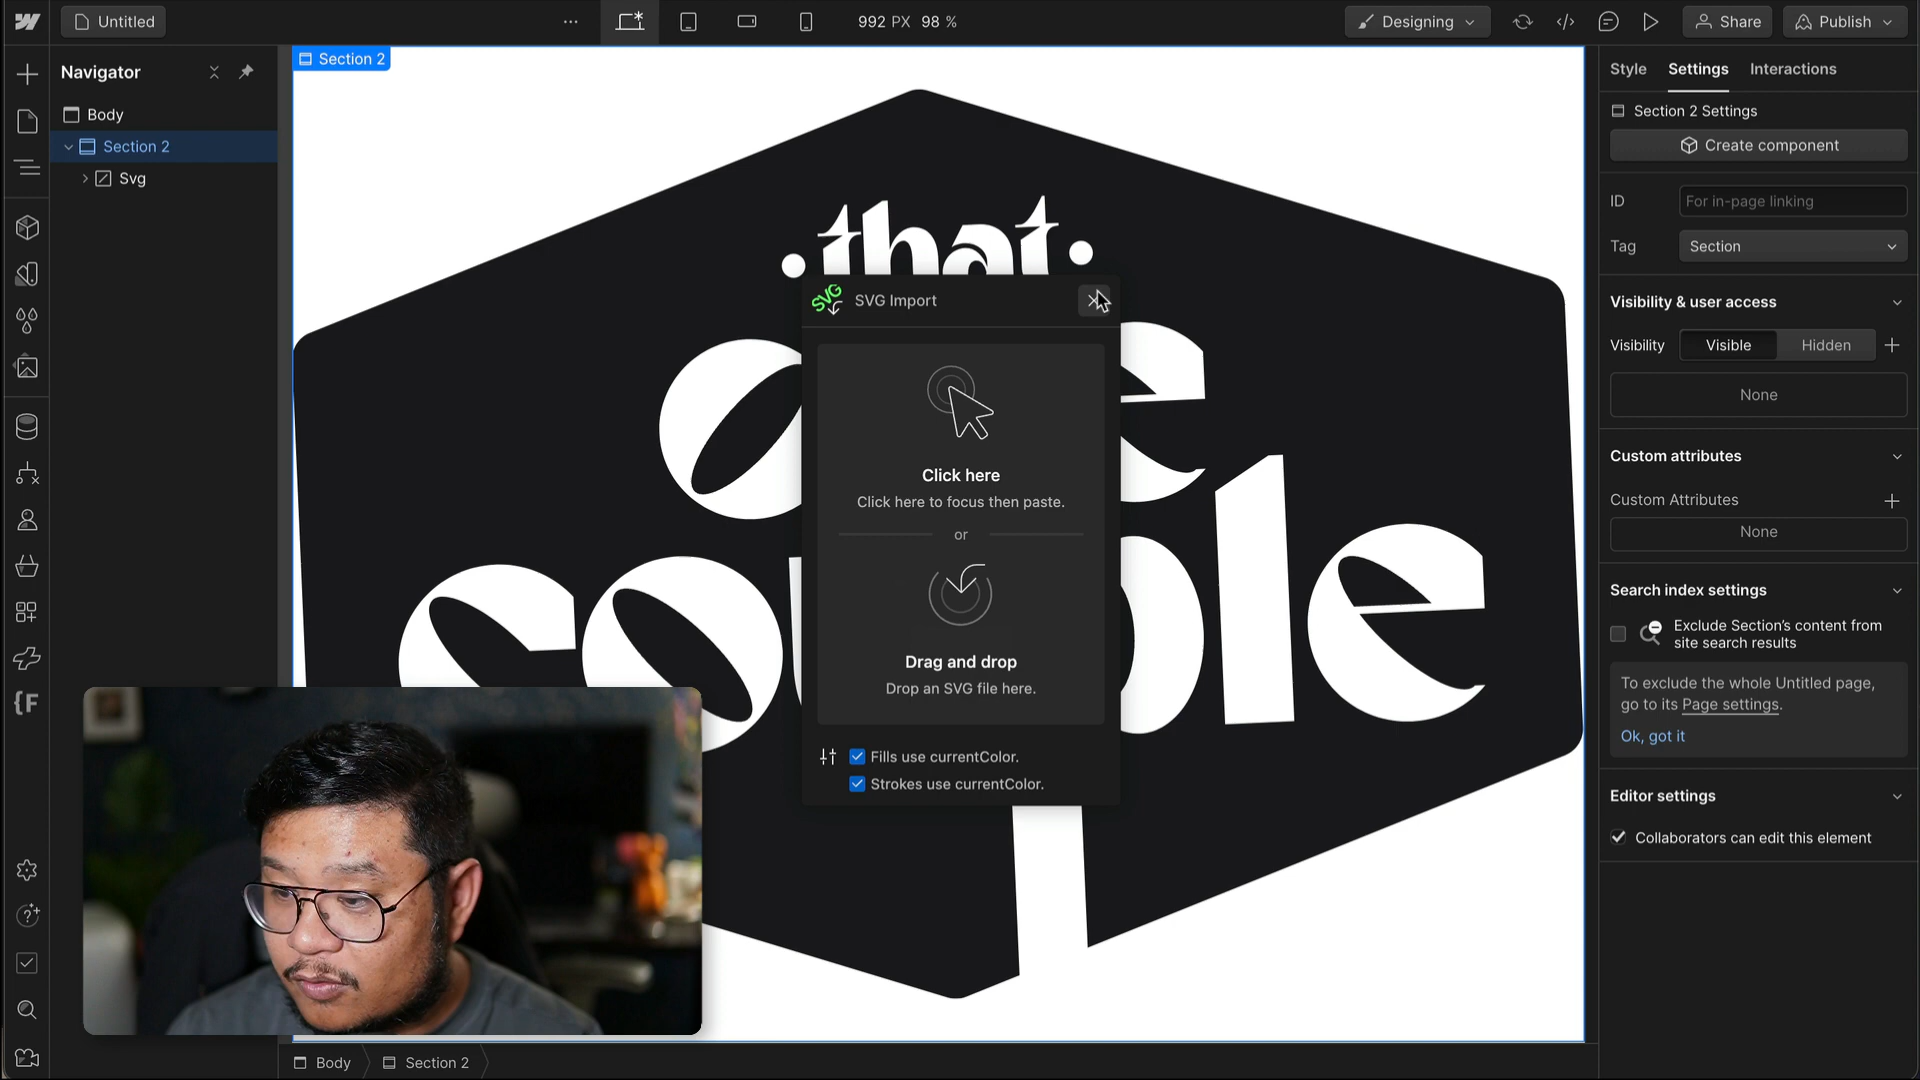 Untitled
992 PX 98 %
Designing
Share
Publish
Navigator
Body
Section 2
Svg
Section 2
that
SVG
SVG Import
Click here
Click here to focus then paste.
or
Drag and drop
Drop an SVG file here.
Fills use currentColor.
Strokes use currentColor.
Body
Section 2
Style
Settings
Interactions
Section 2 Settings
Create component
ID
For in-page linking
Tag
Section
Visibility & user access
Visibility
Visible
Hidden
None
Custom attributes
Custom Attributes
None
Search index settings
Exclude Section's content from
site search results
To exclude the whole Untitled page,
go to its Page settings.
Ok, got it
Editor settings
Collaborators can edit this element